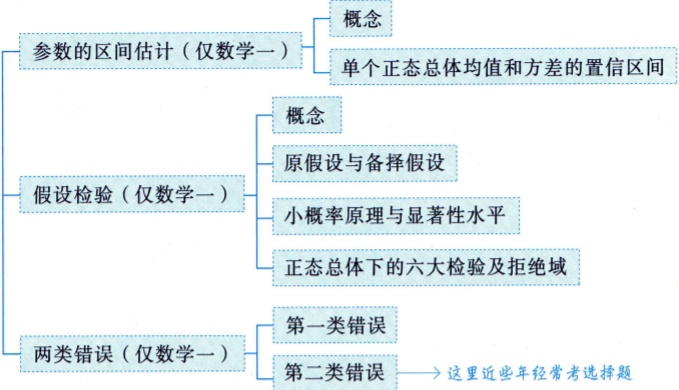 概念
参数的区间估计（仅数学一）
单个正态总体均值和方差的置信区间
概念
原假设与备择假设
假设检验（仅数学一）
小概率原理与显著性水平
正态总体下的六大检验及拒绝域
第一类错误
两类错误（仅数学一）
第二类错误
这里近些年经常考选择题